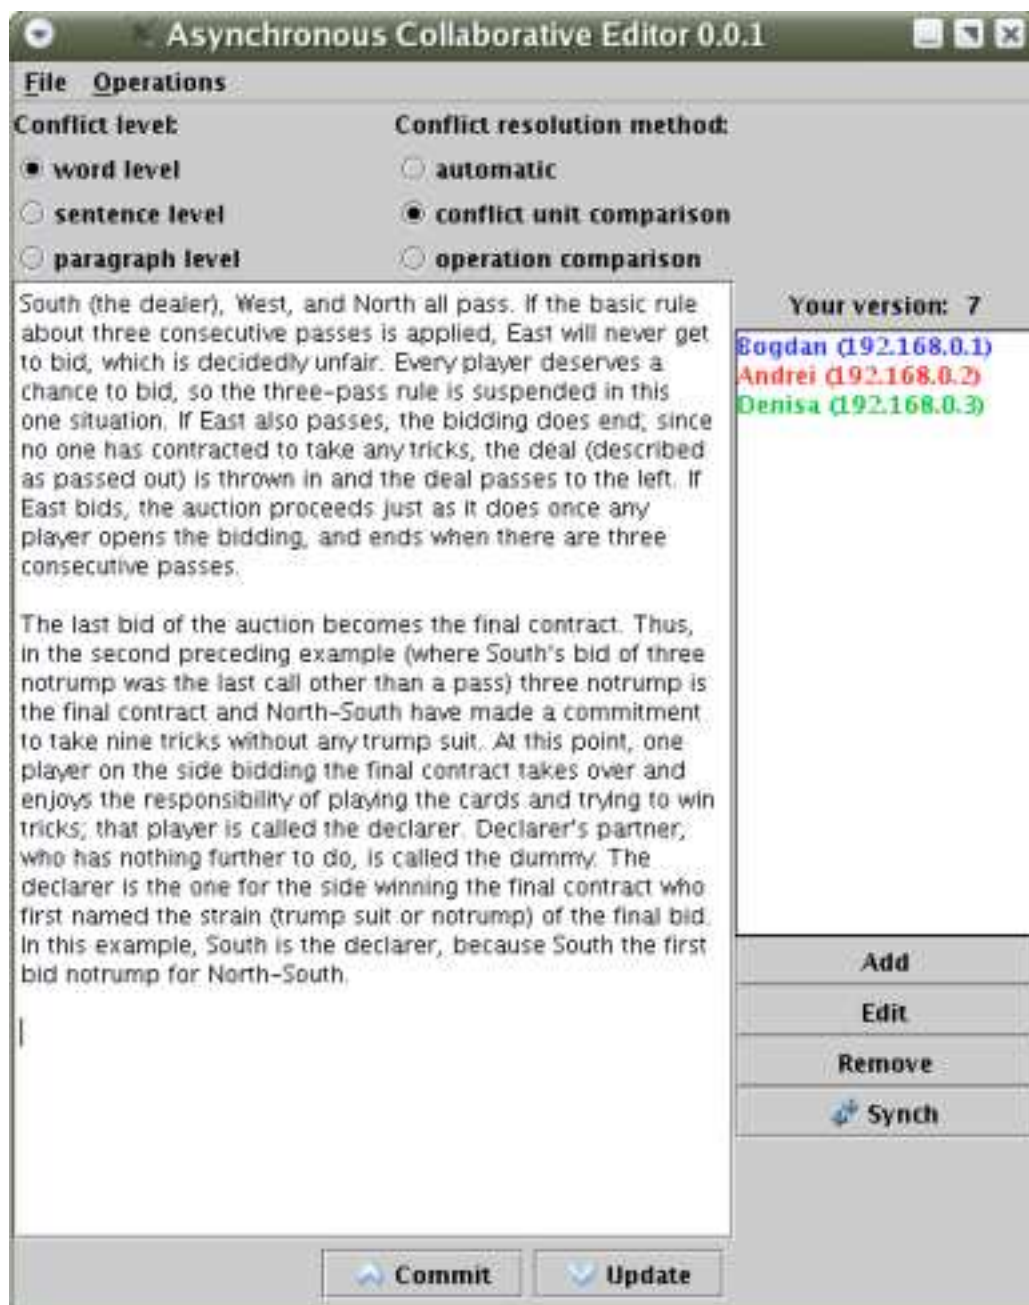 Asynchronous Collaborative Editor 0.0.1
File Operations
Conflict level: Conflict resolution method:
word level automatic
sentence level conflict unit comparison
paragraph level operation comparison
South (the dealer), West, and North all pass. If the basic rule
about three consecutive passes is applied, East will never get
to bid, which is decidedly unfair. Every player deserves a
chance to bid, so the three-pass rule is suspended in this
one situation. If East also passes, the bidding does end; since
no one has contracted to take any tricks, the deal (described
as passed out) is thrown in and the deal passes to the left. If
East bids, the auction proceeds just as it does once any
player opens the bidding, and ends when there are three
consecutive passes.
The last bid of the auction becomes the final contract. Thus,
in the second preceding example (where South's bid of three
notrump was the last call other than a pass) three notrump is
the final contract and North-South have made a commitment
to take nine tricks without any trump suit. At this point, one
player on the side bidding the final contract takes over and
enjoys the responsibility of playing the cards and trying to win
tricks; that player is called the declarer. Declarer's partner,
who has nothing further to do, is called the dummy. The
declarer is the one for the side winning the final contract who
first named the strain (trump suit or notrump) of the final bid.
In this example, South is the declarer, because South the first
bid notrump for North-South.
Your version: 7
Bogdan (192.168.0.1)
Andrei (192.168.0.2)
Denisa (192.168.0.3)
Add
Edit
Remove
Synch
Commit Update